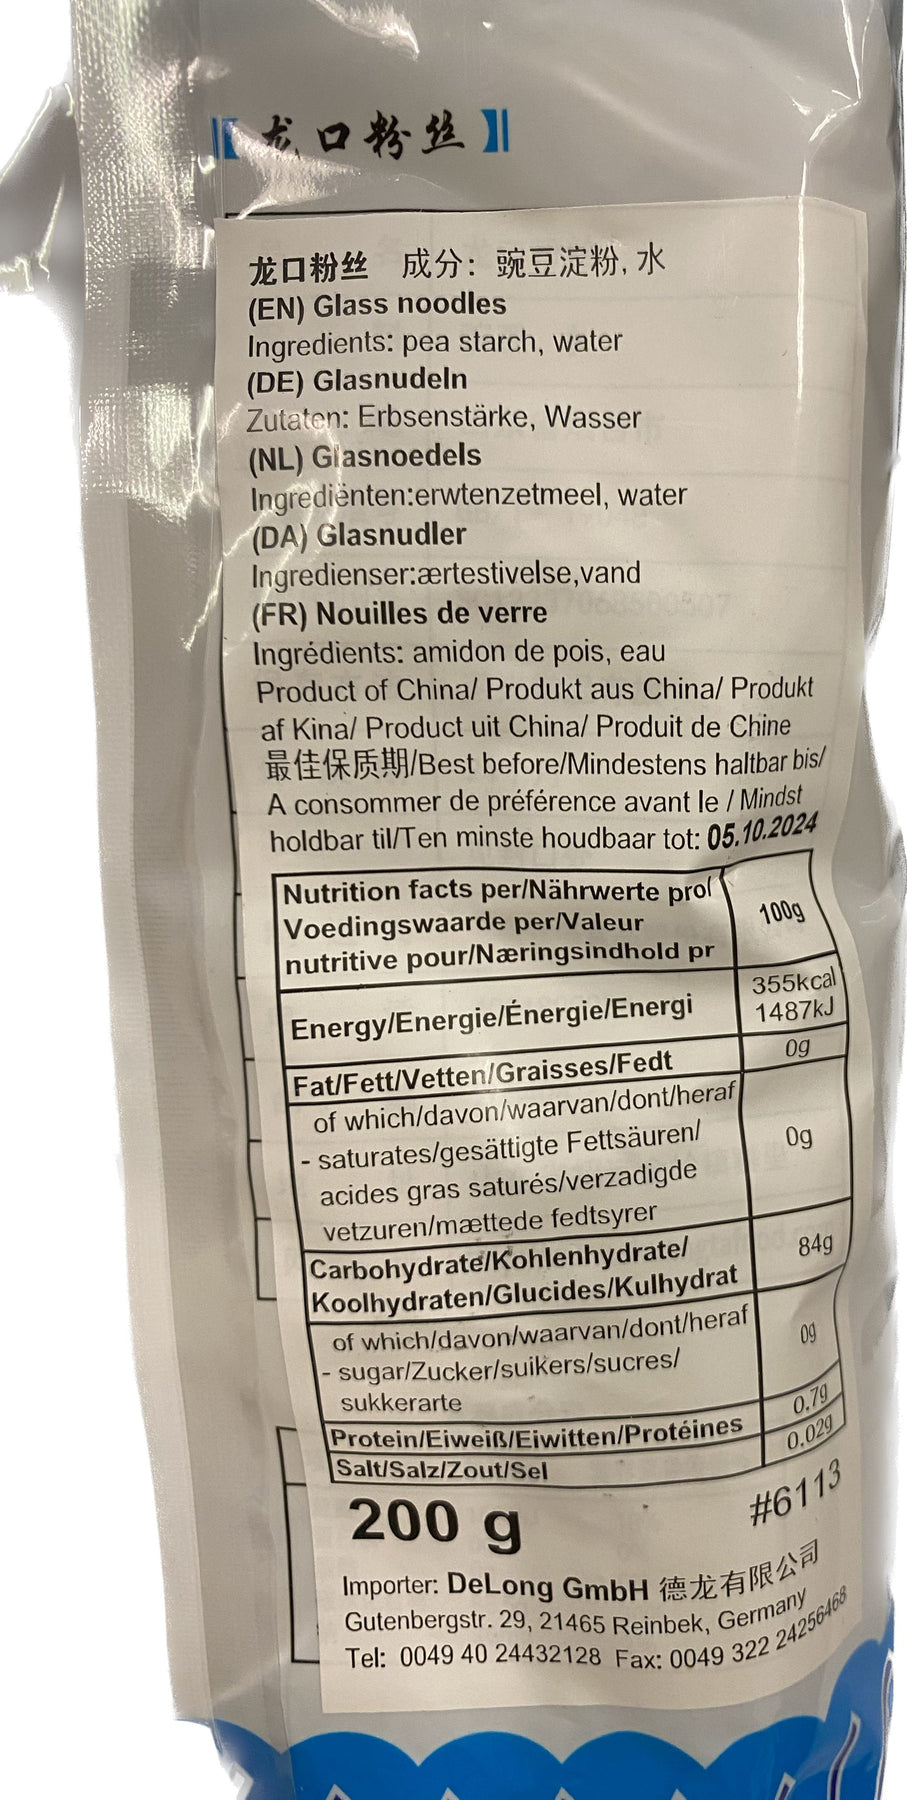 【龙口粉丝】
龙口粉丝 成分：豌豆淀粉, 水
(EN) Glass noodles
Ingredients: pea starch, water
(DE) Glasnudeln
Zutaten: Erbsenstärke, Wasser
(NL) Glasnoedels
Ingrediënten:erwtenzetmeel, water
(DA) Glasnudler
Ingredienser:ærtestivelse,vand
(FR) Nouilles de verre
Ingrédients: amidon de pois, eau
Product of China/ Produkt aus China/ Produkt
af Kina/ Product uit China/ Produit de Chine
最佳保质期/Best before/Mindestens haltbar bis/
A consommer de préférence avant le / Mindst
holdbar til/Ten minste houdbaar tot: 05.10.2024
Nutrition facts per/Nährwerte pro/
Voedingswaarde per/Valeur
nutritive pour/Næringsindhold pr 100g
Energy/Energie/Énergie/Energi 355kcal
1487kJ
Fat/Fett/Vetten/Graisses/Fedt 0g
of which/davon/waarvan/dont/heraf
- saturates/gesättigte Fettsäuren/ 0g
acides gras saturés/verzadigde
vetzuren/mættede fedtsyrer
Carbohydrate/Kohlenhydrate/ 84g
Koolhydraten/Glucides/Kulhydrat
of which/davon/waarvan/dont/heraf 0g
- sugar/Zucker/suikers/sucres/
sukkerarte
Protein/Eiweiß/Eiwitten/Protéines 0.7g
Salt/Salz/Zout/Sel 0.02g
200 g #6113
Importer: DeLong GmbH 德龙有限公司
Gutenbergstr. 29, 21465 Reinbek, Germany
Tel: 0049 40 24432128 Fax: 0049 322 24256468